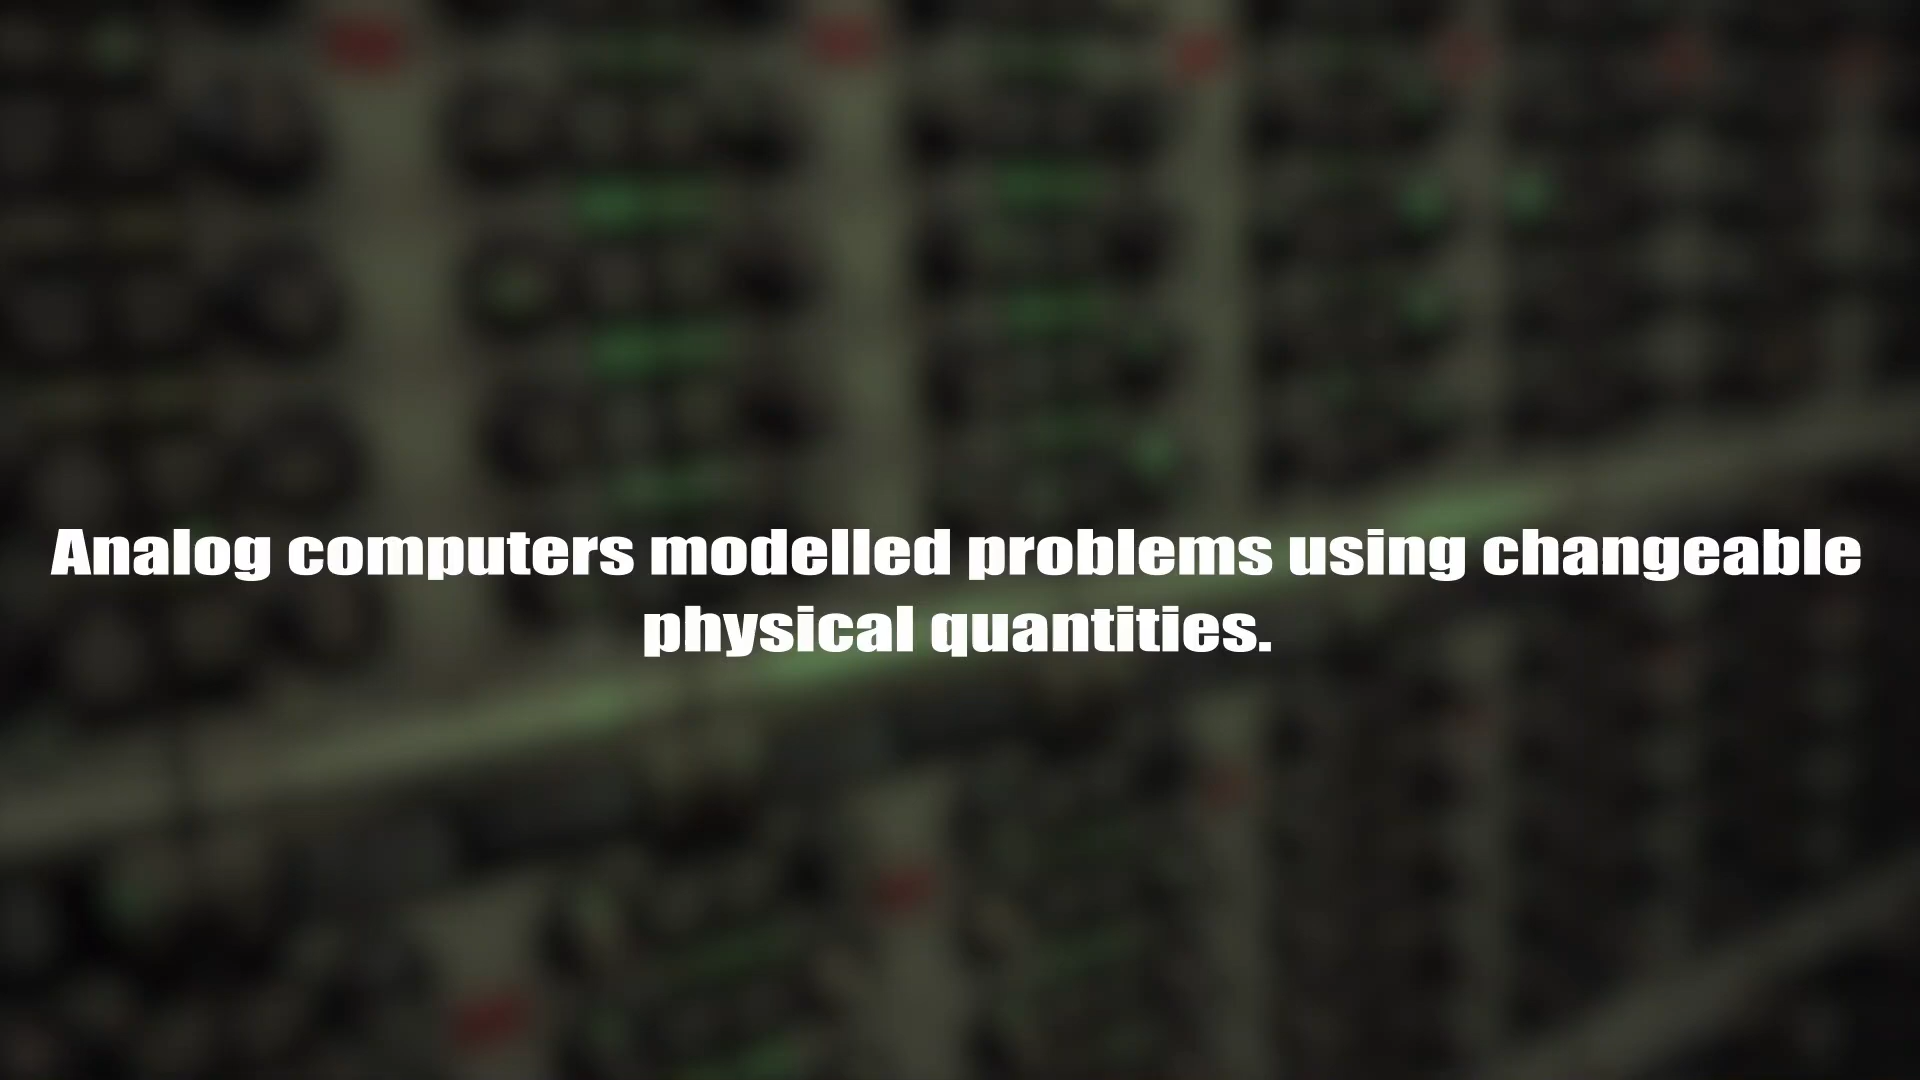 Analog computers modelled problems using changeable
physical quantities.